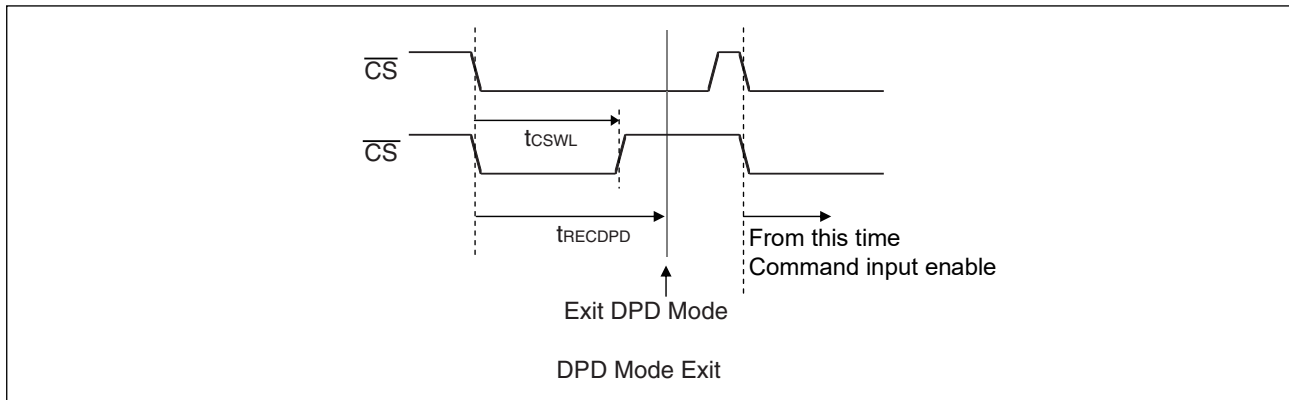 CS
tCSWL
CS
tRECDPD
From this time
Command input enable
Exit DPD Mode
DPD Mode Exit